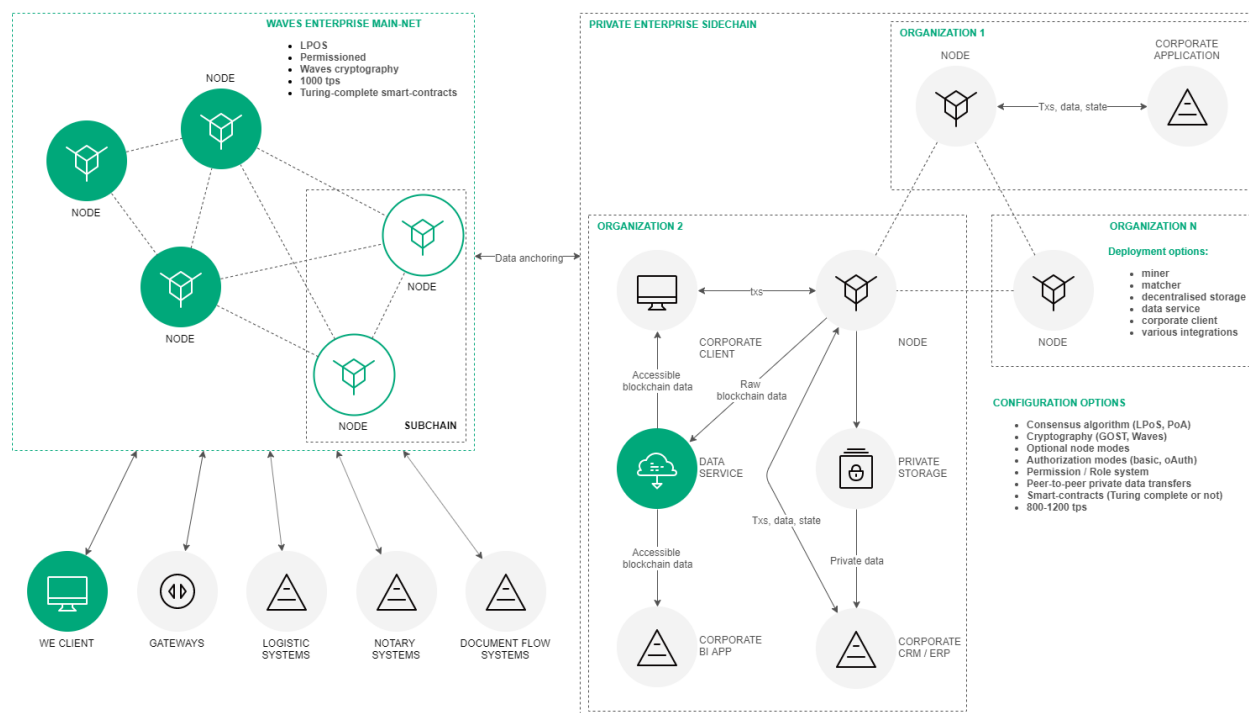 WAVES ENTERPRISE MAIN-NET
LPOS
Permissioned
Waves cryptography
1000 tps
Turing-complete smart-contracts
NODE
NODE
NODE
NODE
NODE
SUBCHAIN
Data anchoring
WE CLIENT
GATEWAYS
LOGISTIC
SYSTEMS
NOTARY
SYSTEMS
DOCUMENT FLOW
SYSTEMS
PRIVATE ENTERPRISE SIDECHAIN
ORGANIZATION 1
NODE
CORPORATE
APPLICATION
Txs, data, state
ORGANIZATION 2
txs
CORPORATE
CLIENT
NODE
Accessible
blockchain data
Raw
blockchain data
DATA
SERVICE
PRIVATE
STORAGE
Txs, data, state
Accessible
blockchain data
Private data
CORPORATE
BI APP
CORPORATE
CRM / ERP
ORGANIZATION N
Deployment options:
miner
matcher
decentralised storage
data service
corporate client
various integrations
NODE
CONFIGURATION OPTIONS
Consensus algorithm (LPoS, PoA)
Cryptography (GOST, Waves)
Optional node modes
Authorization modes (basic, oAuth)
Permission / Role system
Peer-to-peer private data transfers
Smart-contracts (Turing complete or not)
800-1200 tps